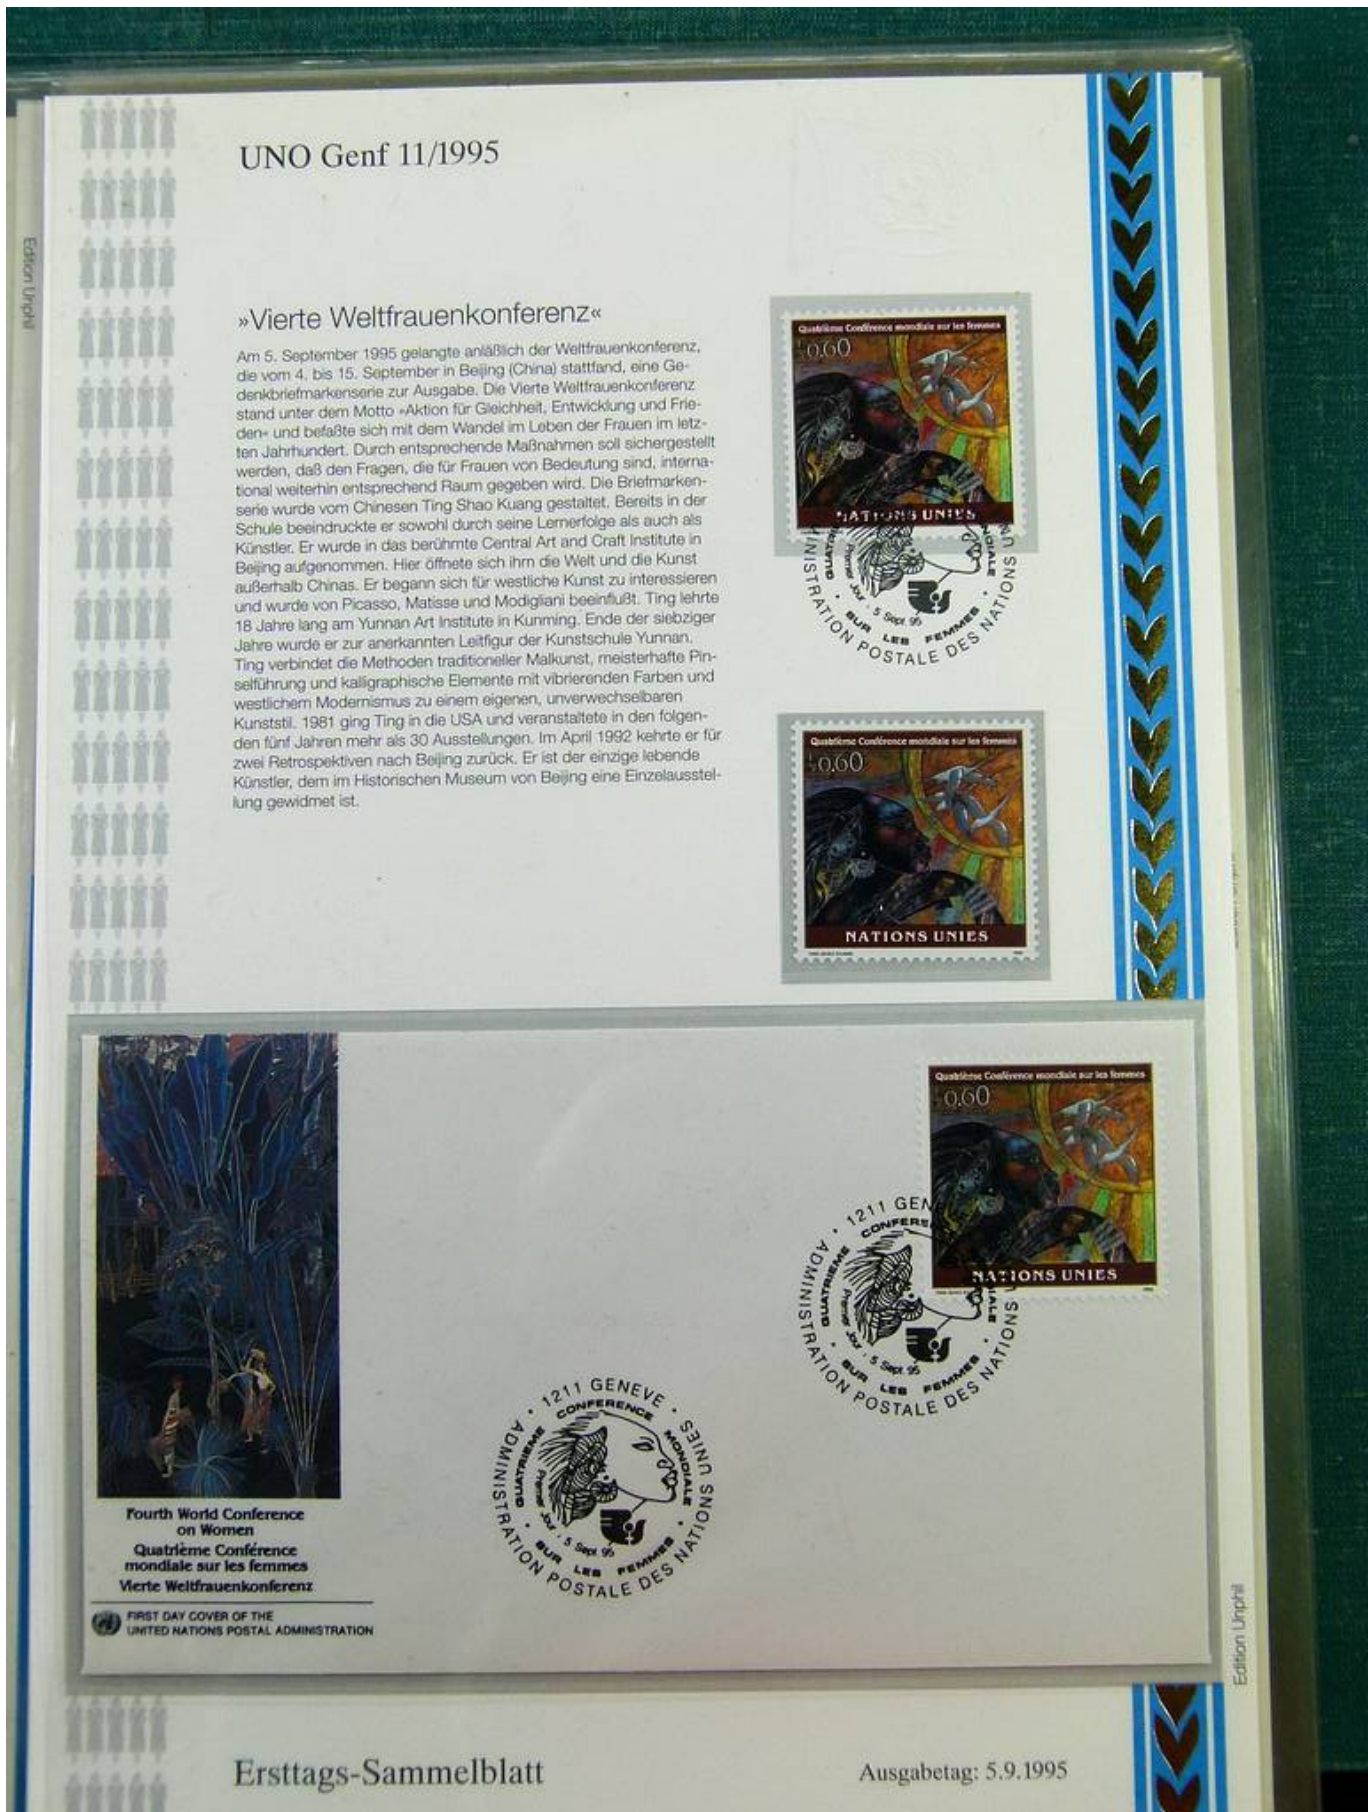 UNO Genf 11/1995
Edition Unphil
»Vierte Weltfrauenkonferenz«
Am 5. September 1995 gelangte anläßlich der Weltfrauenkonferenz,
die vom 4. bis 15. September in Beijing (China) stattfand, eine Ge-
denkbriefmarkenserie zur Ausgabe. Die Vierte Weltfrauenkonferenz
stand unter dem Motto »Aktion für Gleichheit, Entwicklung und Frie-
den« und befaßte sich mit dem Wandel im Leben der Frauen im letz-
ten Jahrhundert. Durch entsprechende Maßnahmen soll sichergestellt
werden, daß den Fragen, die für Frauen von Bedeutung sind, interna-
tional weiterhin entsprechend Raum gegeben wird. Die Briefmarken-
serie wurde vom Chinesen Ting Shao Kuang gestaltet. Bereits in der
Schule beeindruckte er sowohl durch seine Lernerfolge als auch als
Künstler. Er wurde in das berühmte Central Art and Craft Institute in
Beijing aufgenommen. Hier öffnete sich ihm die Welt und die Kunst
außerhalb Chinas. Er begann sich für westliche Kunst zu interessieren
und wurde von Picasso, Matisse und Modigliani beeinflußt. Ting lehrte
18 Jahre lang am Yunnan Art Institute in Kunming. Ende der siebziger
Jahre wurde er zur anerkannten Leitfigur der Kunstschule Yunnan.
Ting verbindet die Methoden traditioneller Malkunst, meisterhafte Pin-
selführung und kalligraphische Elemente mit vibrierenden Farben und
westlichem Modernismus zu einem eigenen, unverwechselbaren
Kunststil. 1981 ging Ting in die USA und veranstaltete in den folgen-
den fünf Jahren mehr als 30 Ausstellungen. Im April 1992 kehrte er für
zwei Retrospektiven nach Beijing zurück. Er ist der einzige lebende
Künstler, dem im Historischen Museum von Beijing eine Einzelausstel-
lung gewidmet ist.
Quatrième Conférence mondiale sur les femmes
0.60
NATIONS UNIES
SUR LES FEMMES
Premier Jour, 5 Sept. 95
POSTALE DES NATIONS
Quatrième Conférence mondiale sur les femmes
0.60
NATIONS UNIES
Quatrième Conférence mondiale sur les femmes
0.60
NATIONS UNIES
1211 GEN
ADMINISTRATION POSTALE DES NATIONS
QUATRIEME
SUR LES FEMMES
Premier Jour, 5 Sept. 95
1211 GENEVE
ADMINISTRATION POSTALE DES NATIONS UNIES
QUATRIEME CONFERENCE MONDIALE
SUR LES FEMMES
Premier Jour, 5 Sept. 95
Fourth World Conference
on Women
Quatrième Conférence
mondiale sur les femmes
Vierte Weltfrauenkonferenz
FIRST DAY COVER OF THE
UNITED NATIONS POSTAL ADMINISTRATION
Edition Unphil
Ersttags-Sammelblatt
Ausgabetag: 5.9.1995